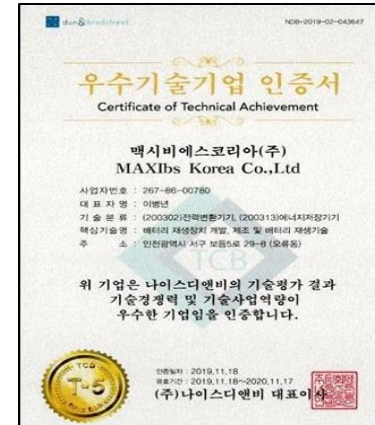 dun & bradstreet
NDB-2019-02-043647
우수기술기업 인증서
Certificate of Technical Achievement
맥시비에스코리아(주)
MAXIbs Korea Co.,Ltd
사업자번호 : 267-86-00780
대 표 자 명 : 이병년
기 술 분 류 : (200302)전력변환기기, (200313)에너지저장기기
핵심기술명 : 배터리 재생장치 개발, 제조 및 배터리 재생기술
주 소 : 인천광역시 서구 보듬5로 29-8 (오류동)
TCB
위 기업은 나이스디앤비의 기술평가 결과
기술경쟁력 및 기술사업역량이
우수한 기업임을 인증합니다.
TCB
T-5
인증일자 : 2019.11.18
유효기간 : 2019.11.18~2020.11.17
(주)나이스디앤비 대표이사